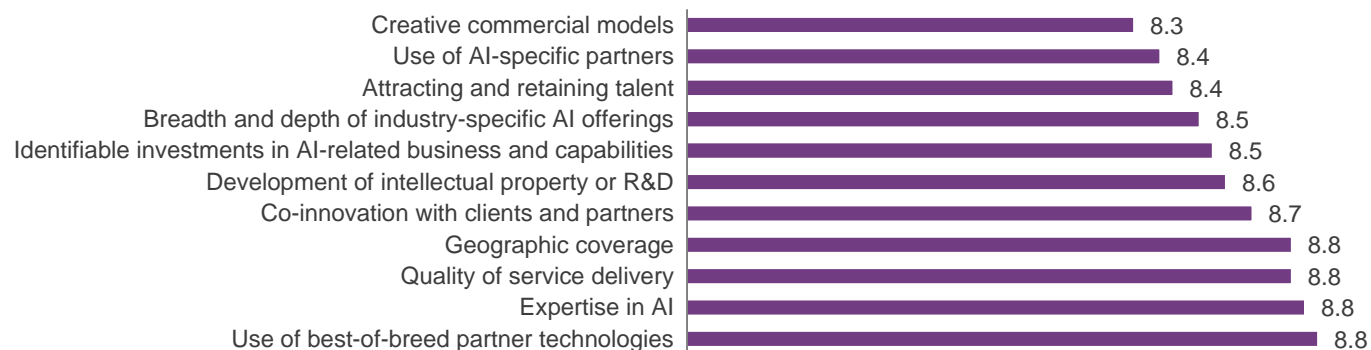 Creative commercial models 8.3
Use of AI-specific partners 8.4
Attracting and retaining talent 8.4
Breadth and depth of industry-specific AI offerings 8.5
Identifiable investments in AI-related business and capabilities 8.5
Development of intellectual property or R&D 8.6
Co-innovation with clients and partners 8.7
Geographic coverage 8.8
Quality of service delivery 8.8
Expertise in AI 8.8
Use of best-of-breed partner technologies 8.8